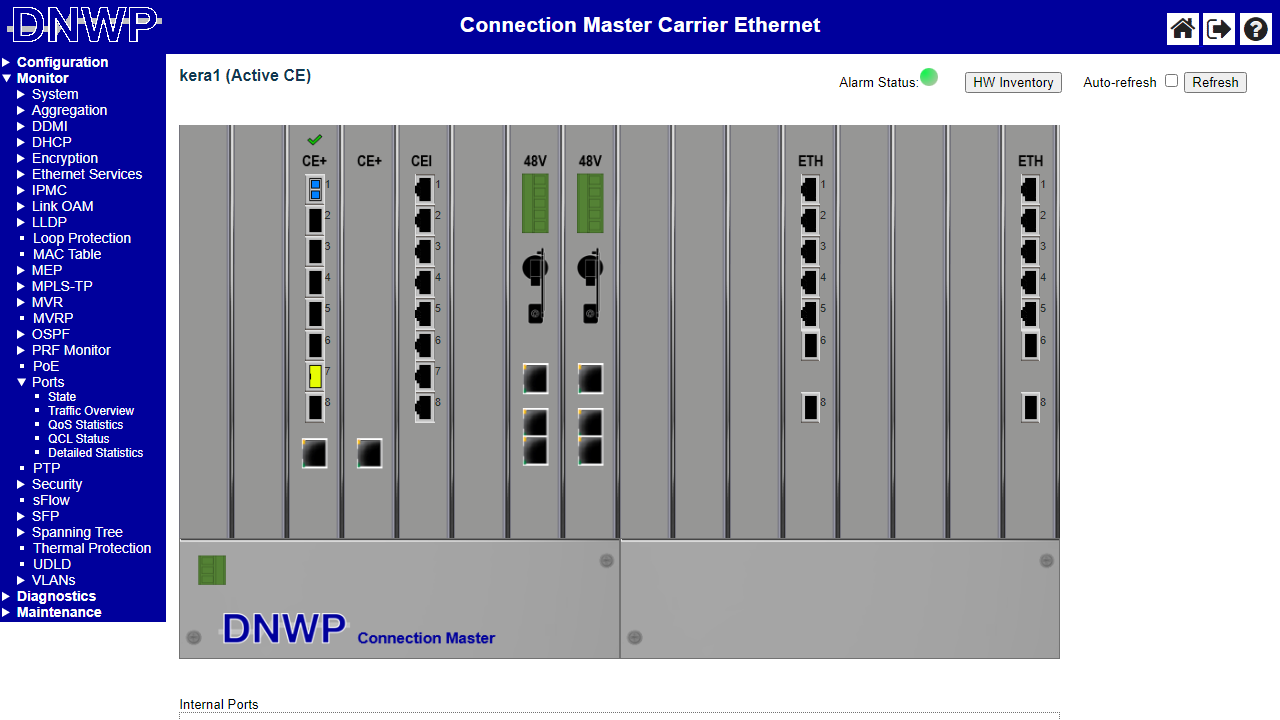 DNWP
Connection Master Carrier Ethernet
Configuration
Monitor
System
Aggregation
DDMI
DHCP
Encryption
Ethernet Services
IPMC
Link OAM
LLDP
Loop Protection
MAC Table
MEP
MPLS-TP
MVR
MVRP
OSPF
PRF Monitor
PoE
Ports
State
Traffic Overview
QoS Statistics
QCL Status
Detailed Statistics
PTP
Security
sFlow
SFP
Spanning Tree
Thermal Protection
UDLD
VLANs
Diagnostics
Maintenance
kera1 (Active CE)
Alarm Status:
HW Inventory
Auto-refresh
Refresh
CE+ CE+ CEI 48V 48V ETH ETH
1 1 1 1
2 2 2 2
3 3 3 3
4 4 4 4
5 5 5 5
6 6 6 6
7 7
8 8 8 8
DNWP Connection Master
Internal Ports